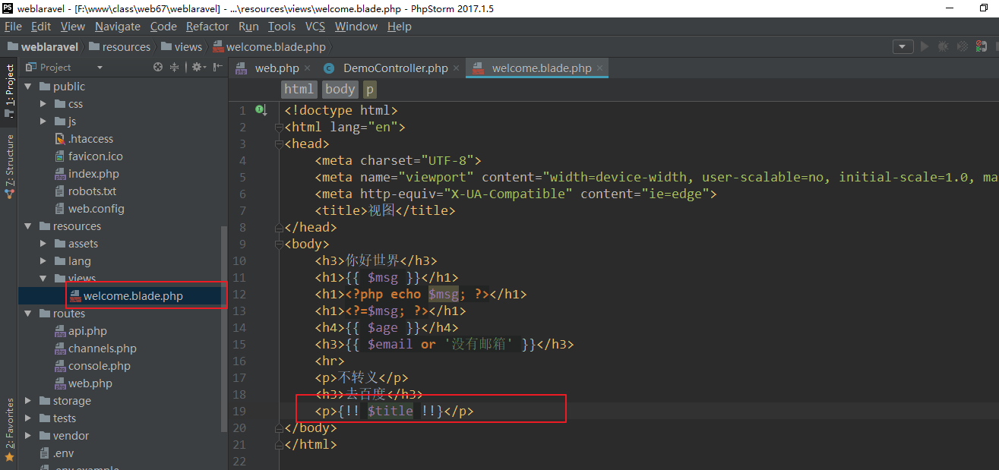 PS weblaravel - [F:\www\class\web67\weblaravel] - ...\resources\views\welcome.blade.php - PhpStorm 2017.1.5
File Edit View Navigate Code Refactor Run Tools VCS Window Help
weblaravel resources views welcome.blade.php
1: Project
7: Structure
2: Favorites
Project
public
css
js
.htaccess
favicon.ico
index.php
robots.txt
web.config
resources
assets
lang
views
welcome.blade.php
routes
api.php
channels.php
console.php
web.php
storage
tests
vendor
.env
.env.example
web.php DemoController.php welcome.blade.php
html body p
1 <!doctype html>
2 <html lang="en">
3 <head>
4 <meta charset="UTF-8">
5 <meta name="viewport" content="width=device-width, user-scalable=no, initial-scale=1.0, ma
6 <meta http-equiv="X-UA-Compatible" content="ie=edge">
7 <title>视图</title>
8 </head>
9 <body>
10 <h3>你好世界</h3>
11 <h1>{{ $msg }}</h1>
12 <h1><?php echo $msg; ?></h1>
13 <h1><?=$msg; ?></h1>
14 <h4>{{ $age }}</h4>
15 <h3>{{ $email or '没有邮箱' }}</h3>
16 <hr>
17 <p>不转义</p>
18 <h3>去百度</h3>
19 <p>{!! $title !!}</p>
20 </body>
21 </html>
22